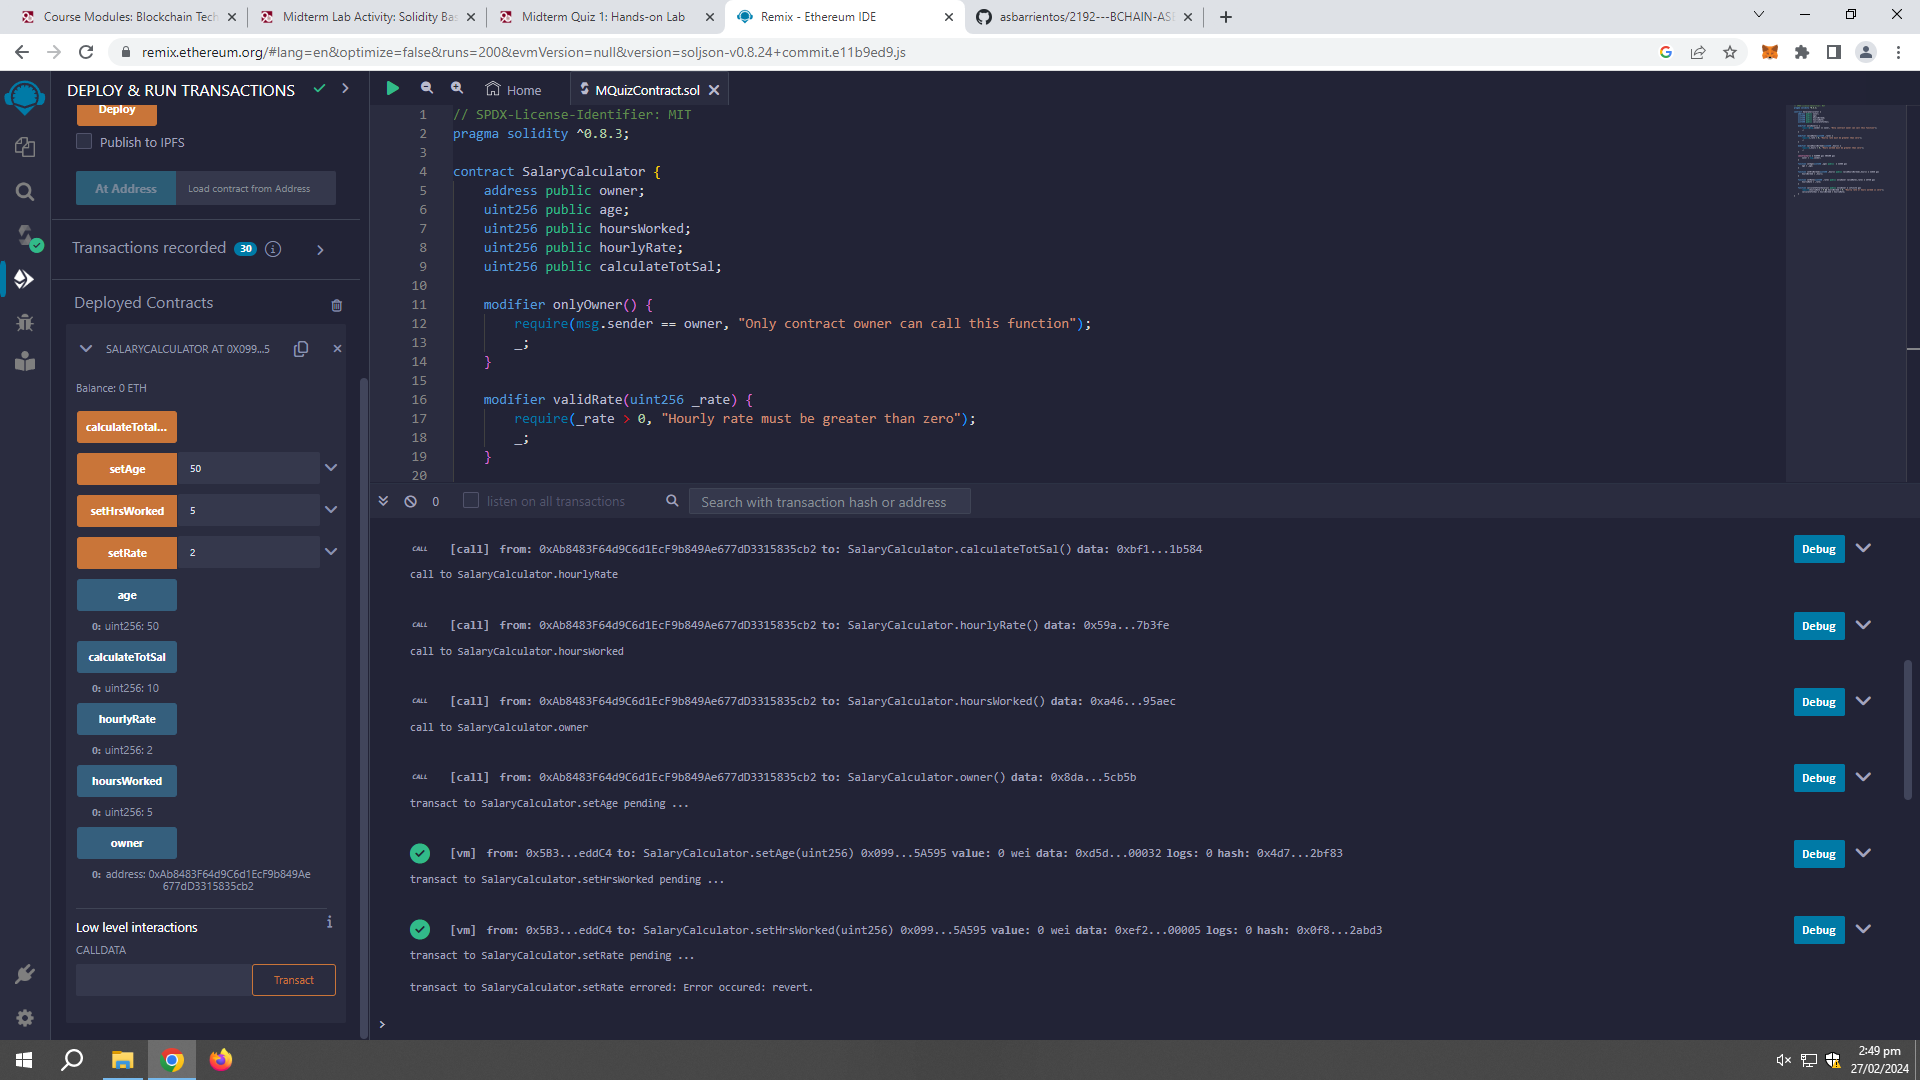 Course Modules: Blockchain Tech
Midterm Lab Activity: Solidity Bas
Midterm Quiz 1: Hands-on Lab
Remix - Ethereum IDE
asbarrientos/2192---BCHAIN-ASE
remix.ethereum.org/#lang=en&optimize=false&runs=200&evmVersion=null&version=soljson-v0.8.24+commit.e11b9ed9.js
DEPLOY & RUN TRANSACTIONS
Deploy
Publish to IPFS
At Address
Load contract from Address
Transactions recorded 30
Deployed Contracts
SALARYCALCULATOR AT 0X099...5
Balance: 0 ETH
calculateTotal...
setAge 50
setHrsWorked 5
setRate 2
age
0: uint256: 50
calculateTotSal
0: uint256: 10
hourlyRate
0: uint256: 2
hoursWorked
0: uint256: 5
owner
0: address: 0xAb8483F64d9C6d1EcF9b849Ae
677dD3315835cb2
Low level interactions
CALLDATA
Transact
Home
MQuizContract.sol
1 // SPDX-License-Identifier: MIT
2 pragma solidity ^0.8.3;
3
4 contract SalaryCalculator {
5 address public owner;
6 uint256 public age;
7 uint256 public hoursWorked;
8 uint256 public hourlyRate;
9 uint256 public calculateTotSal;
10
11 modifier onlyOwner() {
12 require(msg.sender == owner, "Only contract owner can call this function");
13 _;
14 }
15
16 modifier validRate(uint256 _rate) {
17 require(_rate > 0, "Hourly rate must be greater than zero");
18 _;
19 }
20
0
listen on all transactions
Search with transaction hash or address
CALL [call] from: 0xAb8483F64d9C6d1EcF9b849Ae677dD3315835cb2 to: SalaryCalculator.calculateTotSal() data: 0xbf1...1b584 Debug
call to SalaryCalculator.hourlyRate
CALL [call] from: 0xAb8483F64d9C6d1EcF9b849Ae677dD3315835cb2 to: SalaryCalculator.hourlyRate() data: 0x59a...7b3fe Debug
call to SalaryCalculator.hoursWorked
CALL [call] from: 0xAb8483F64d9C6d1EcF9b849Ae677dD3315835cb2 to: SalaryCalculator.hoursWorked() data: 0xa46...95aec Debug
call to SalaryCalculator.owner
CALL [call] from: 0xAb8483F64d9C6d1EcF9b849Ae677dD3315835cb2 to: SalaryCalculator.owner() data: 0x8da...5cb5b Debug
transact to SalaryCalculator.setAge pending ...
[vm] from: 0x5B3...eddC4 to: SalaryCalculator.setAge(uint256) 0x099...5A595 value: 0 wei data: 0xd5d...00032 logs: 0 hash: 0x4d7...2bf83 Debug
transact to SalaryCalculator.setHrsWorked pending ...
[vm] from: 0x5B3...eddC4 to: SalaryCalculator.setHrsWorked(uint256) 0x099...5A595 value: 0 wei data: 0xef2...00005 logs: 0 hash: 0x0f8...2abd3 Debug
transact to SalaryCalculator.setRate pending ...
transact to SalaryCalculator.setRate errored: Error occured: revert.
>
2:49 pm
27/02/2024